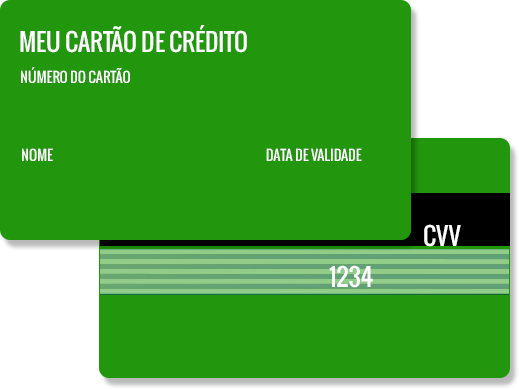 MEU CARTÃO DE CRÉDITO
NÚMERO DO CARTÃO
NOME
DATA DE VALIDADE
CVV
1234